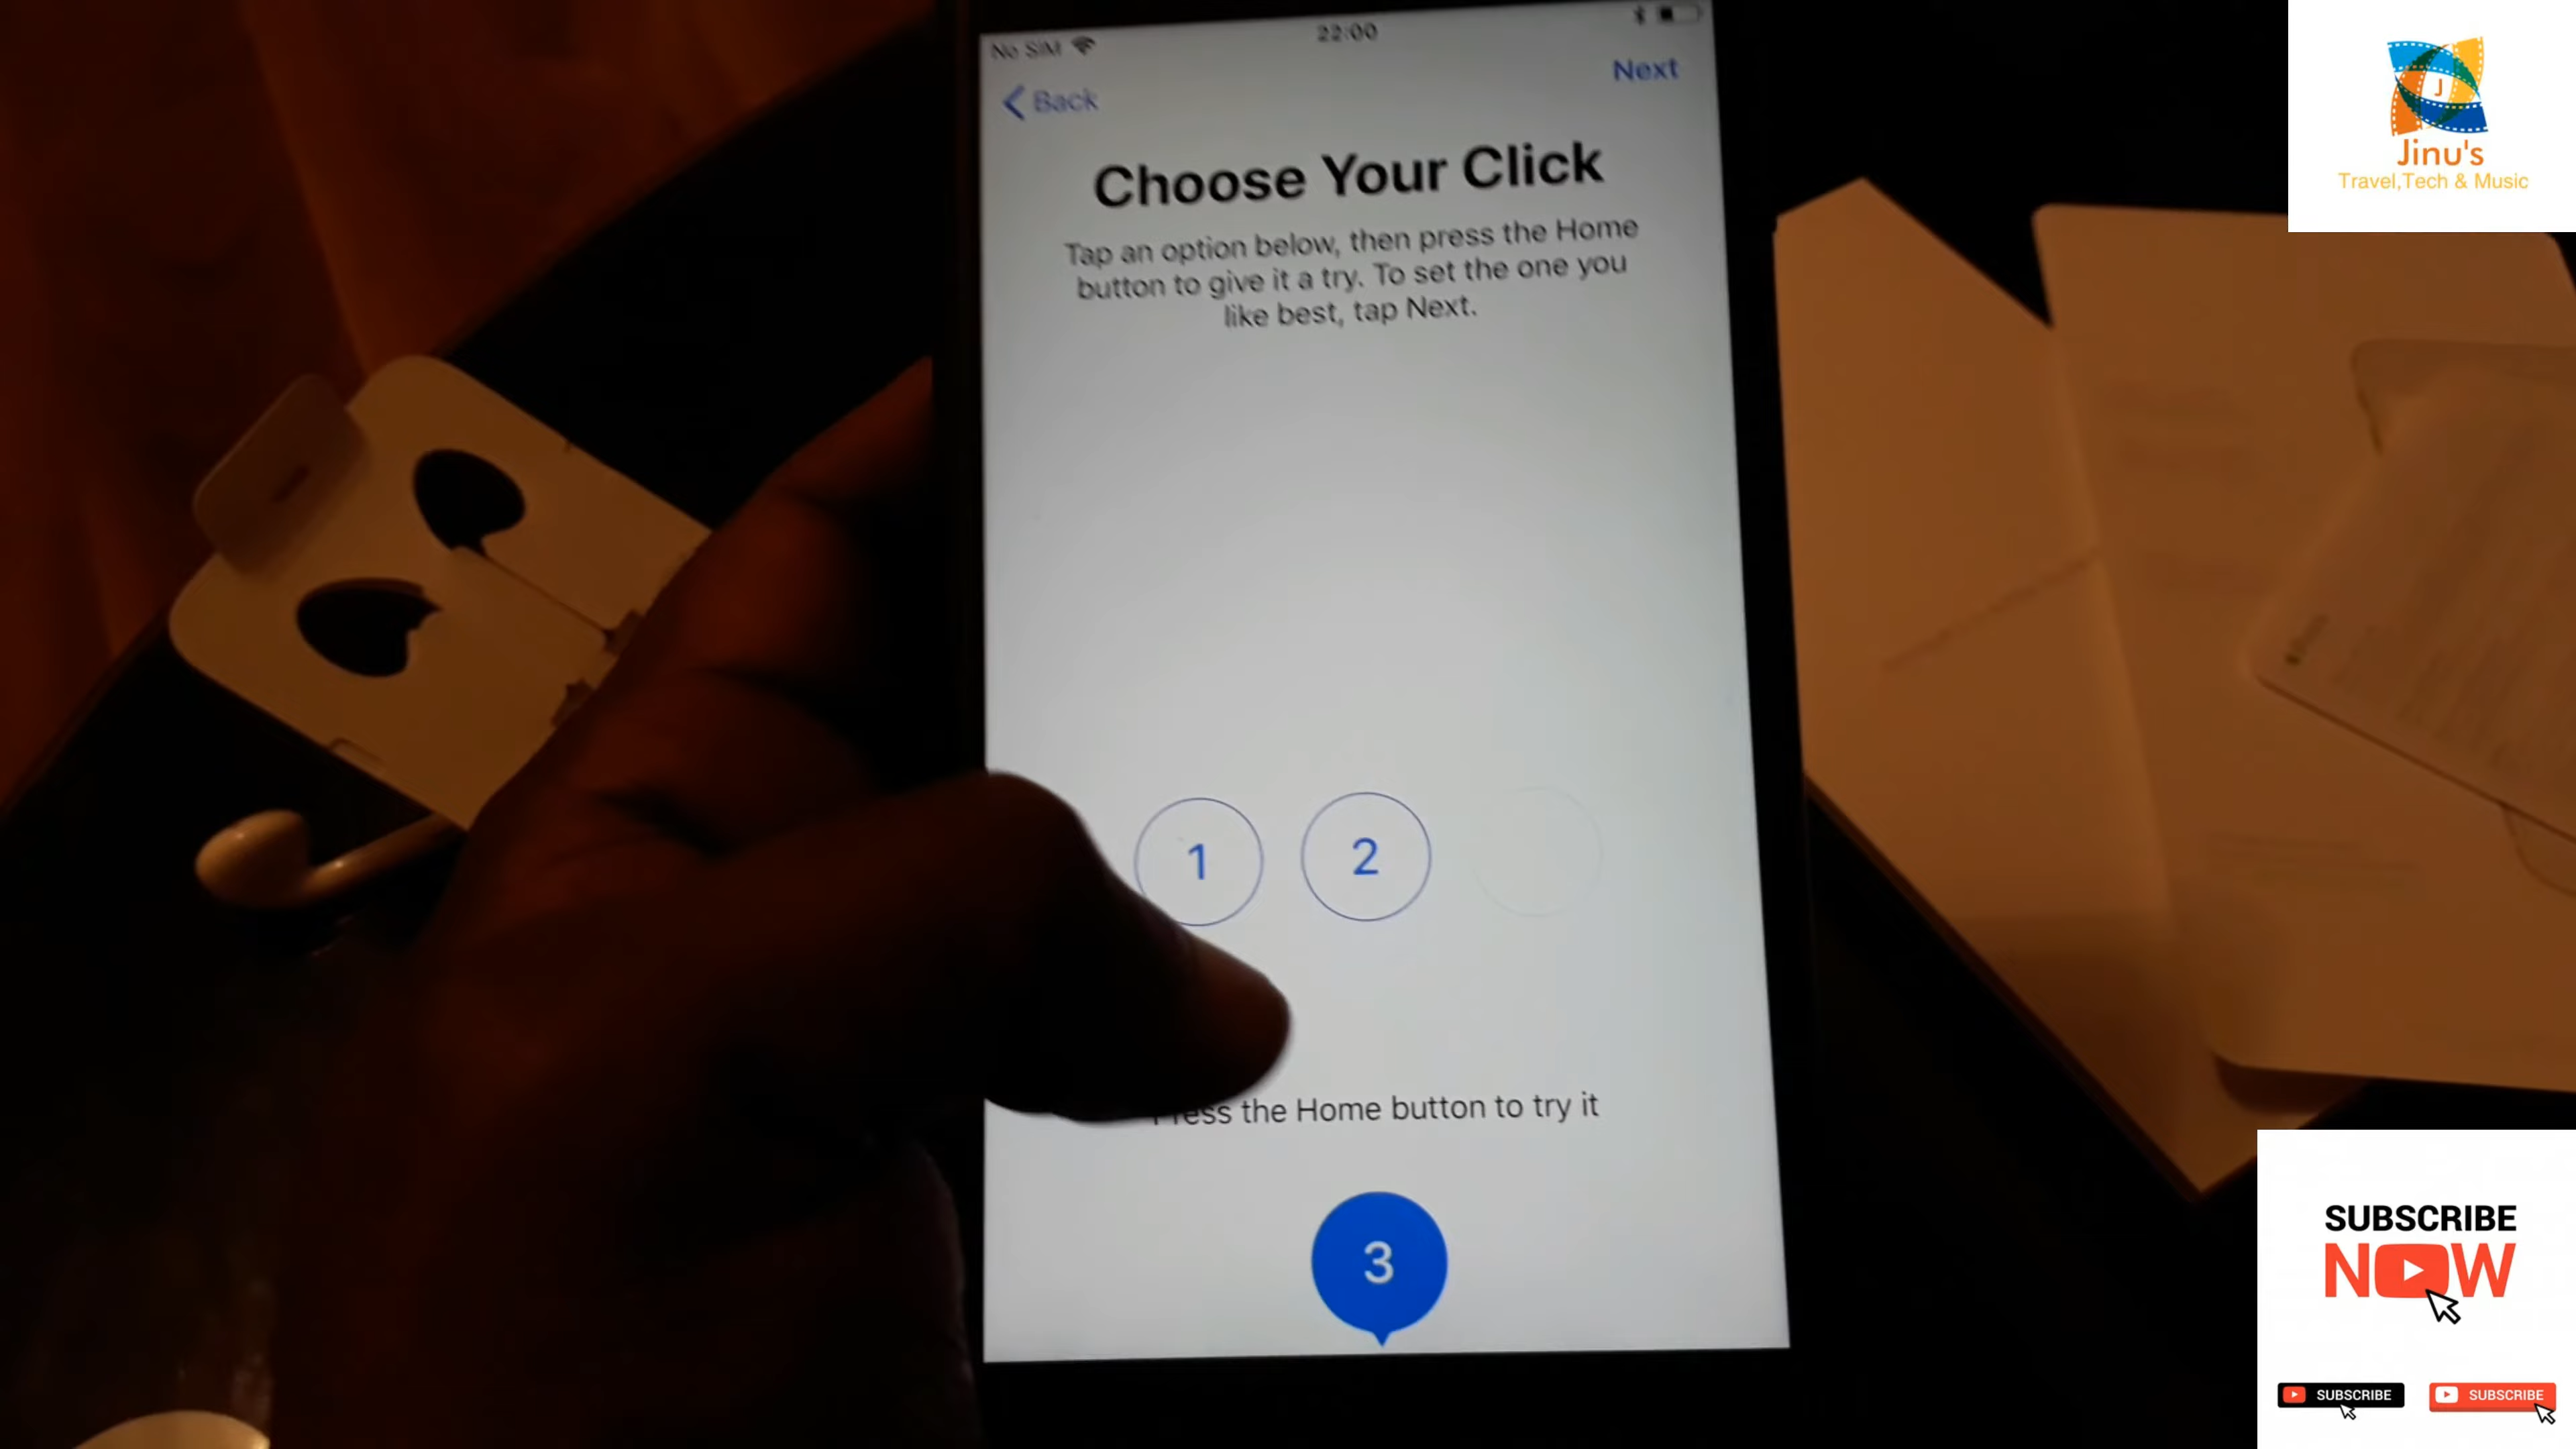 No SIM
22:00
Back
Next
Choose Your Click
Tap an option below, then press the Home
button to give it a try. To set the one you
like best, tap Next.
1
2
Press the Home button to try it
3
J
Jinu's
Travel,Tech & Music
SUBSCRIBE
NOW
SUBSCRIBE
SUBSCRIBE